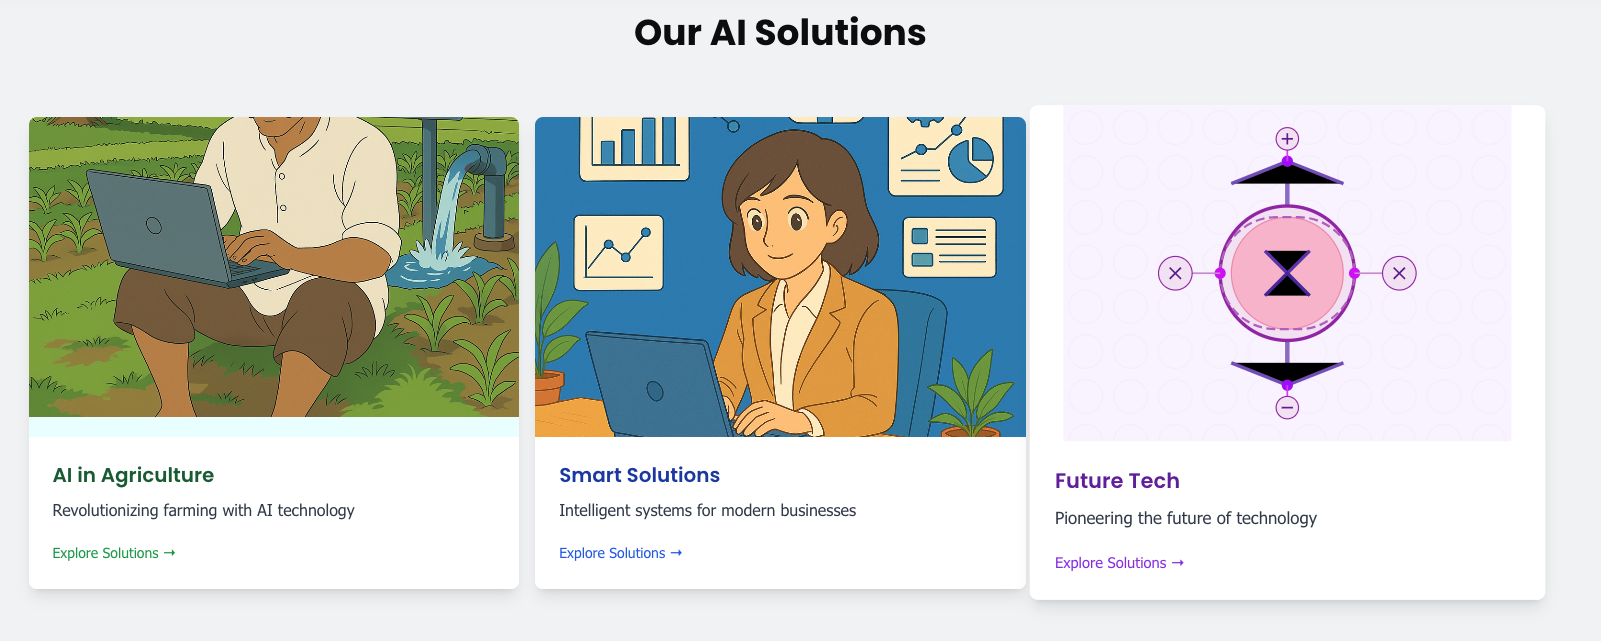 Our AI Solutions
AI in Agriculture
Revolutionizing farming with AI technology
Explore Solutions →
Smart Solutions
Intelligent systems for modern businesses
Explore Solutions →
Future Tech
Pioneering the future of technology
Explore Solutions →